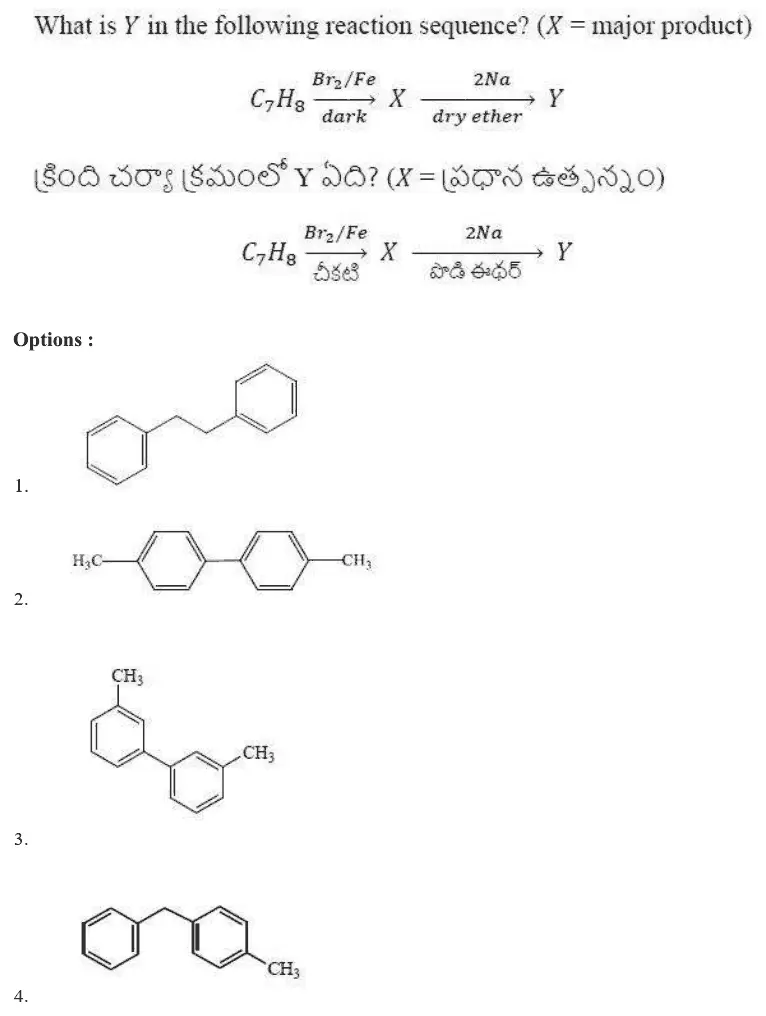 What is Y in the following reaction sequence? (X = major product)
C₇H₈ Br₂/Fe dark → X 2Na dry ether → Y
క్రింది చర్యా క్రమంలో Y ఏది? (X = ప్రధాన ఉత్పన్నం)
C₇H₈ Br₂/Fe చీకటి → X 2Na పొడి ఈథర్ → Y
Options :
1.
H₃C CH₃
2.
CH₃
CH₃
3.
CH₃
4.